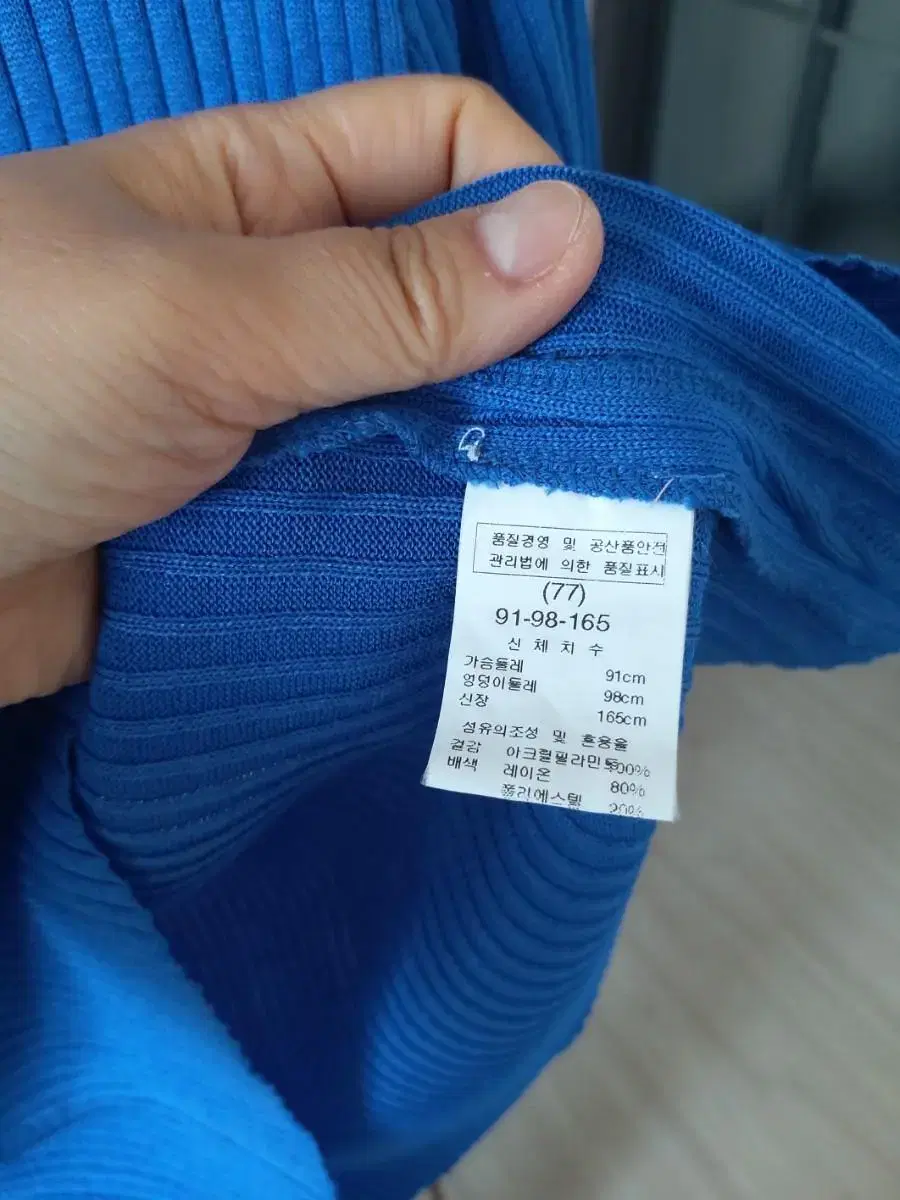 품질경영 및 공산품안전
관리법에 의한 품질표시
(77)
91-98-165
신 체 치 수
가슴둘레 91cm
엉덩이둘레 98cm
신장 165cm
섬유의조성 및 혼용율
겉감 아크릴필라멘트100%
배색 레이온 80%
폴리에스텔 20%